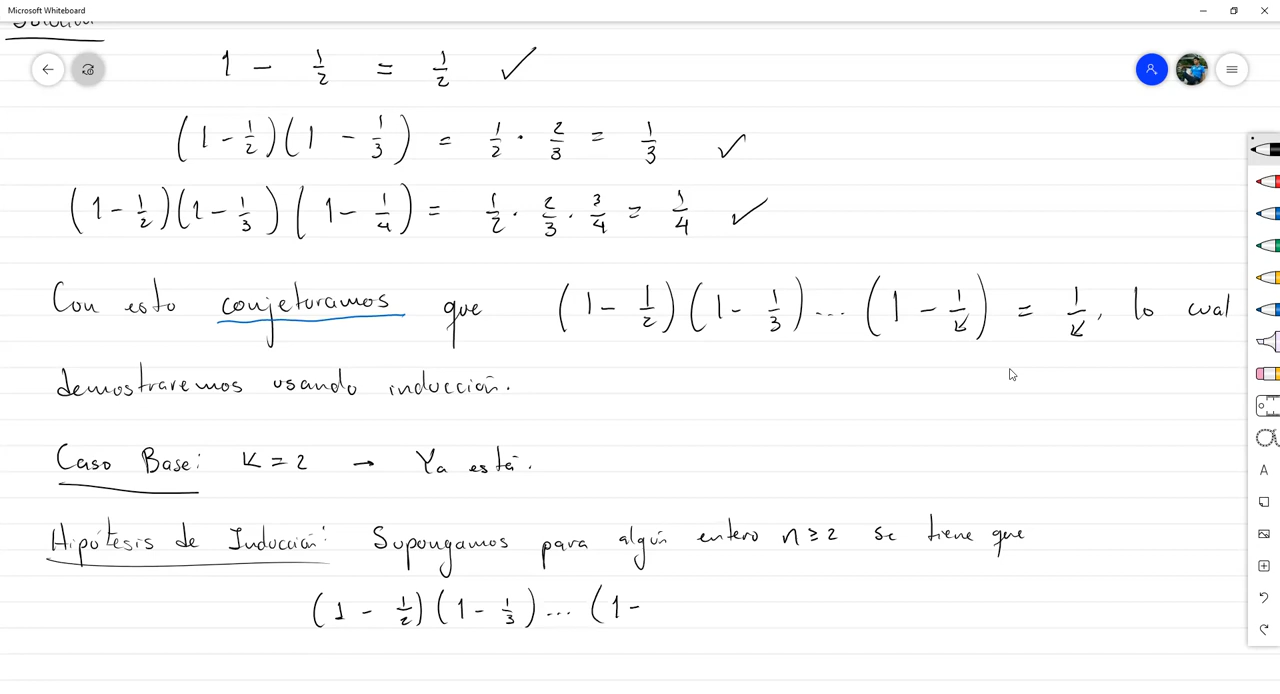 Microsoft Whiteboard
Solución
1 - 1/2 = 1/2 ✓
(1 - 1/2)(1 - 1/3) = 1/2 · 2/3 = 1/3 ✓
(1 - 1/2)(1 - 1/3)(1 - 1/4) = 1/2 · 2/3 · 3/4 = 1/4 ✓
Con esto conjeturamos que (1 - 1/2)(1 - 1/3)...(1 - 1/K) = 1/K, lo cual
demostraremos usando inducción.
Caso Base: K = 2 → Ya está.
Hipótesis de Inducción: Supongamos para algún entero n ≥ 2 se tiene que
(1 - 1/2)(1 - 1/3)...(1 -
A